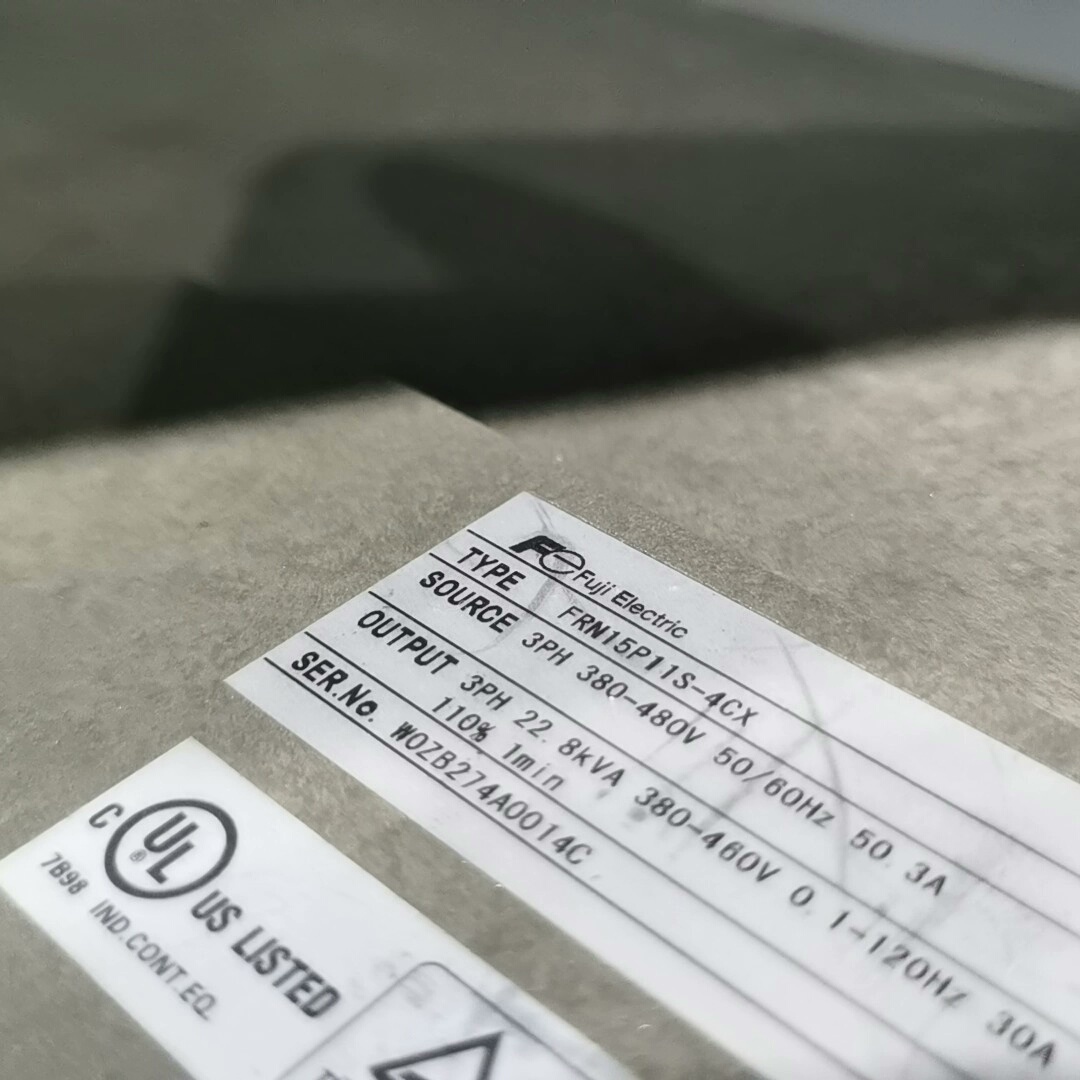 Fe Fuji Electric
TYPE FRN15P11S-4CX
SOURCE 3PH 380-480V 50/60Hz 50.3A
OUTPUT 3PH 22.8kVA 380-460V 0.1-120Hz 30A
110% 1min
SER.No. W0ZB274A0014C
C UL ® US LISTED
7B98 IND.CONT.EQ.